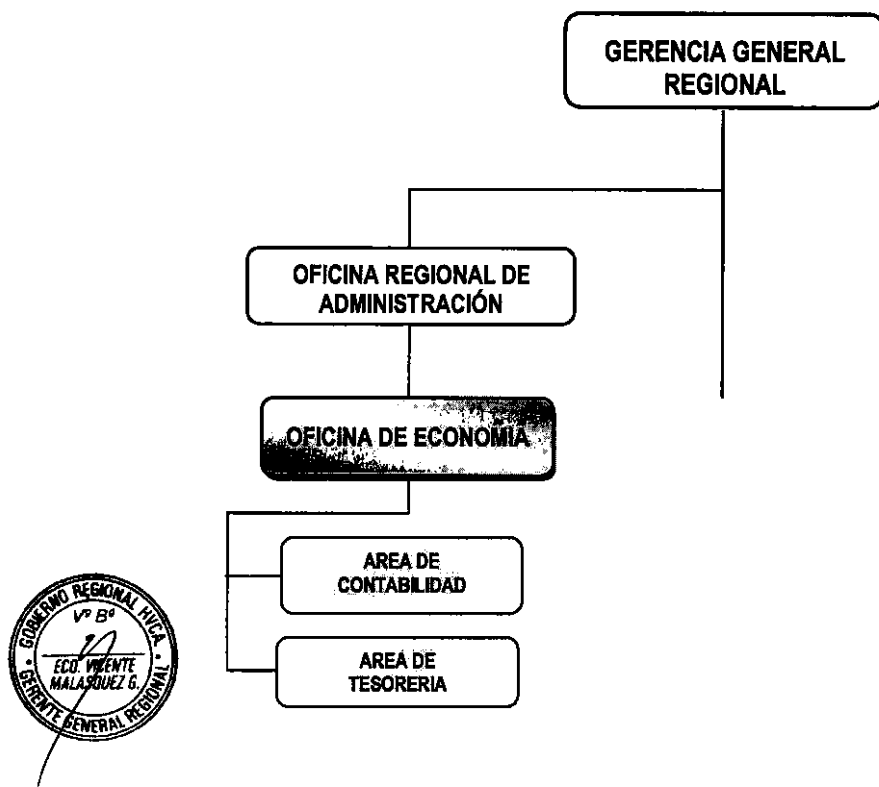 GERENCIA GENERAL
REGIONAL
OFICINA REGIONAL DE
ADMINISTRACIÓN
OFICINA DE ECONOMÍA
AREA DE
CONTABILIDAD
AREA DE
TESORERIA
GOBIERNO REGIONAL HVCA
Vº Bº
ECO. VICENTE
MALASQUEZ G.
GERENTE GENERAL REGIONAL